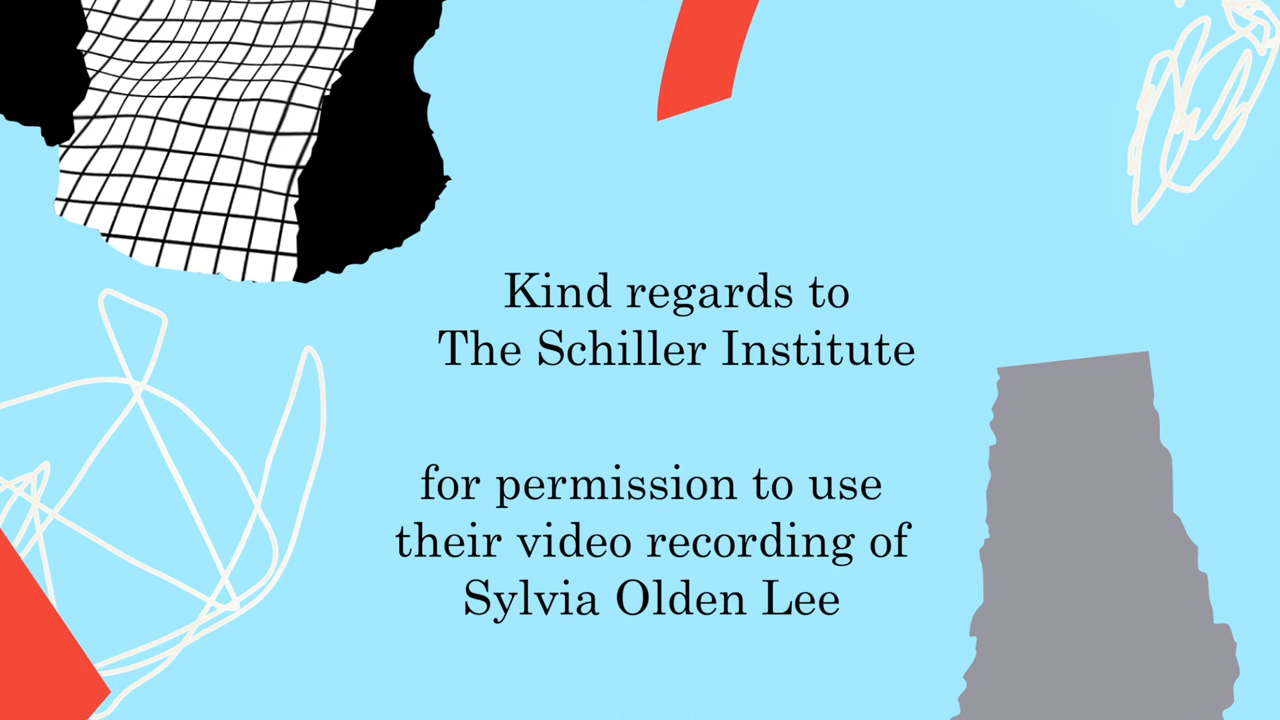 Kind regards to
The Schiller Institute
for permission to use
their video recording of
Sylvia Olden Lee